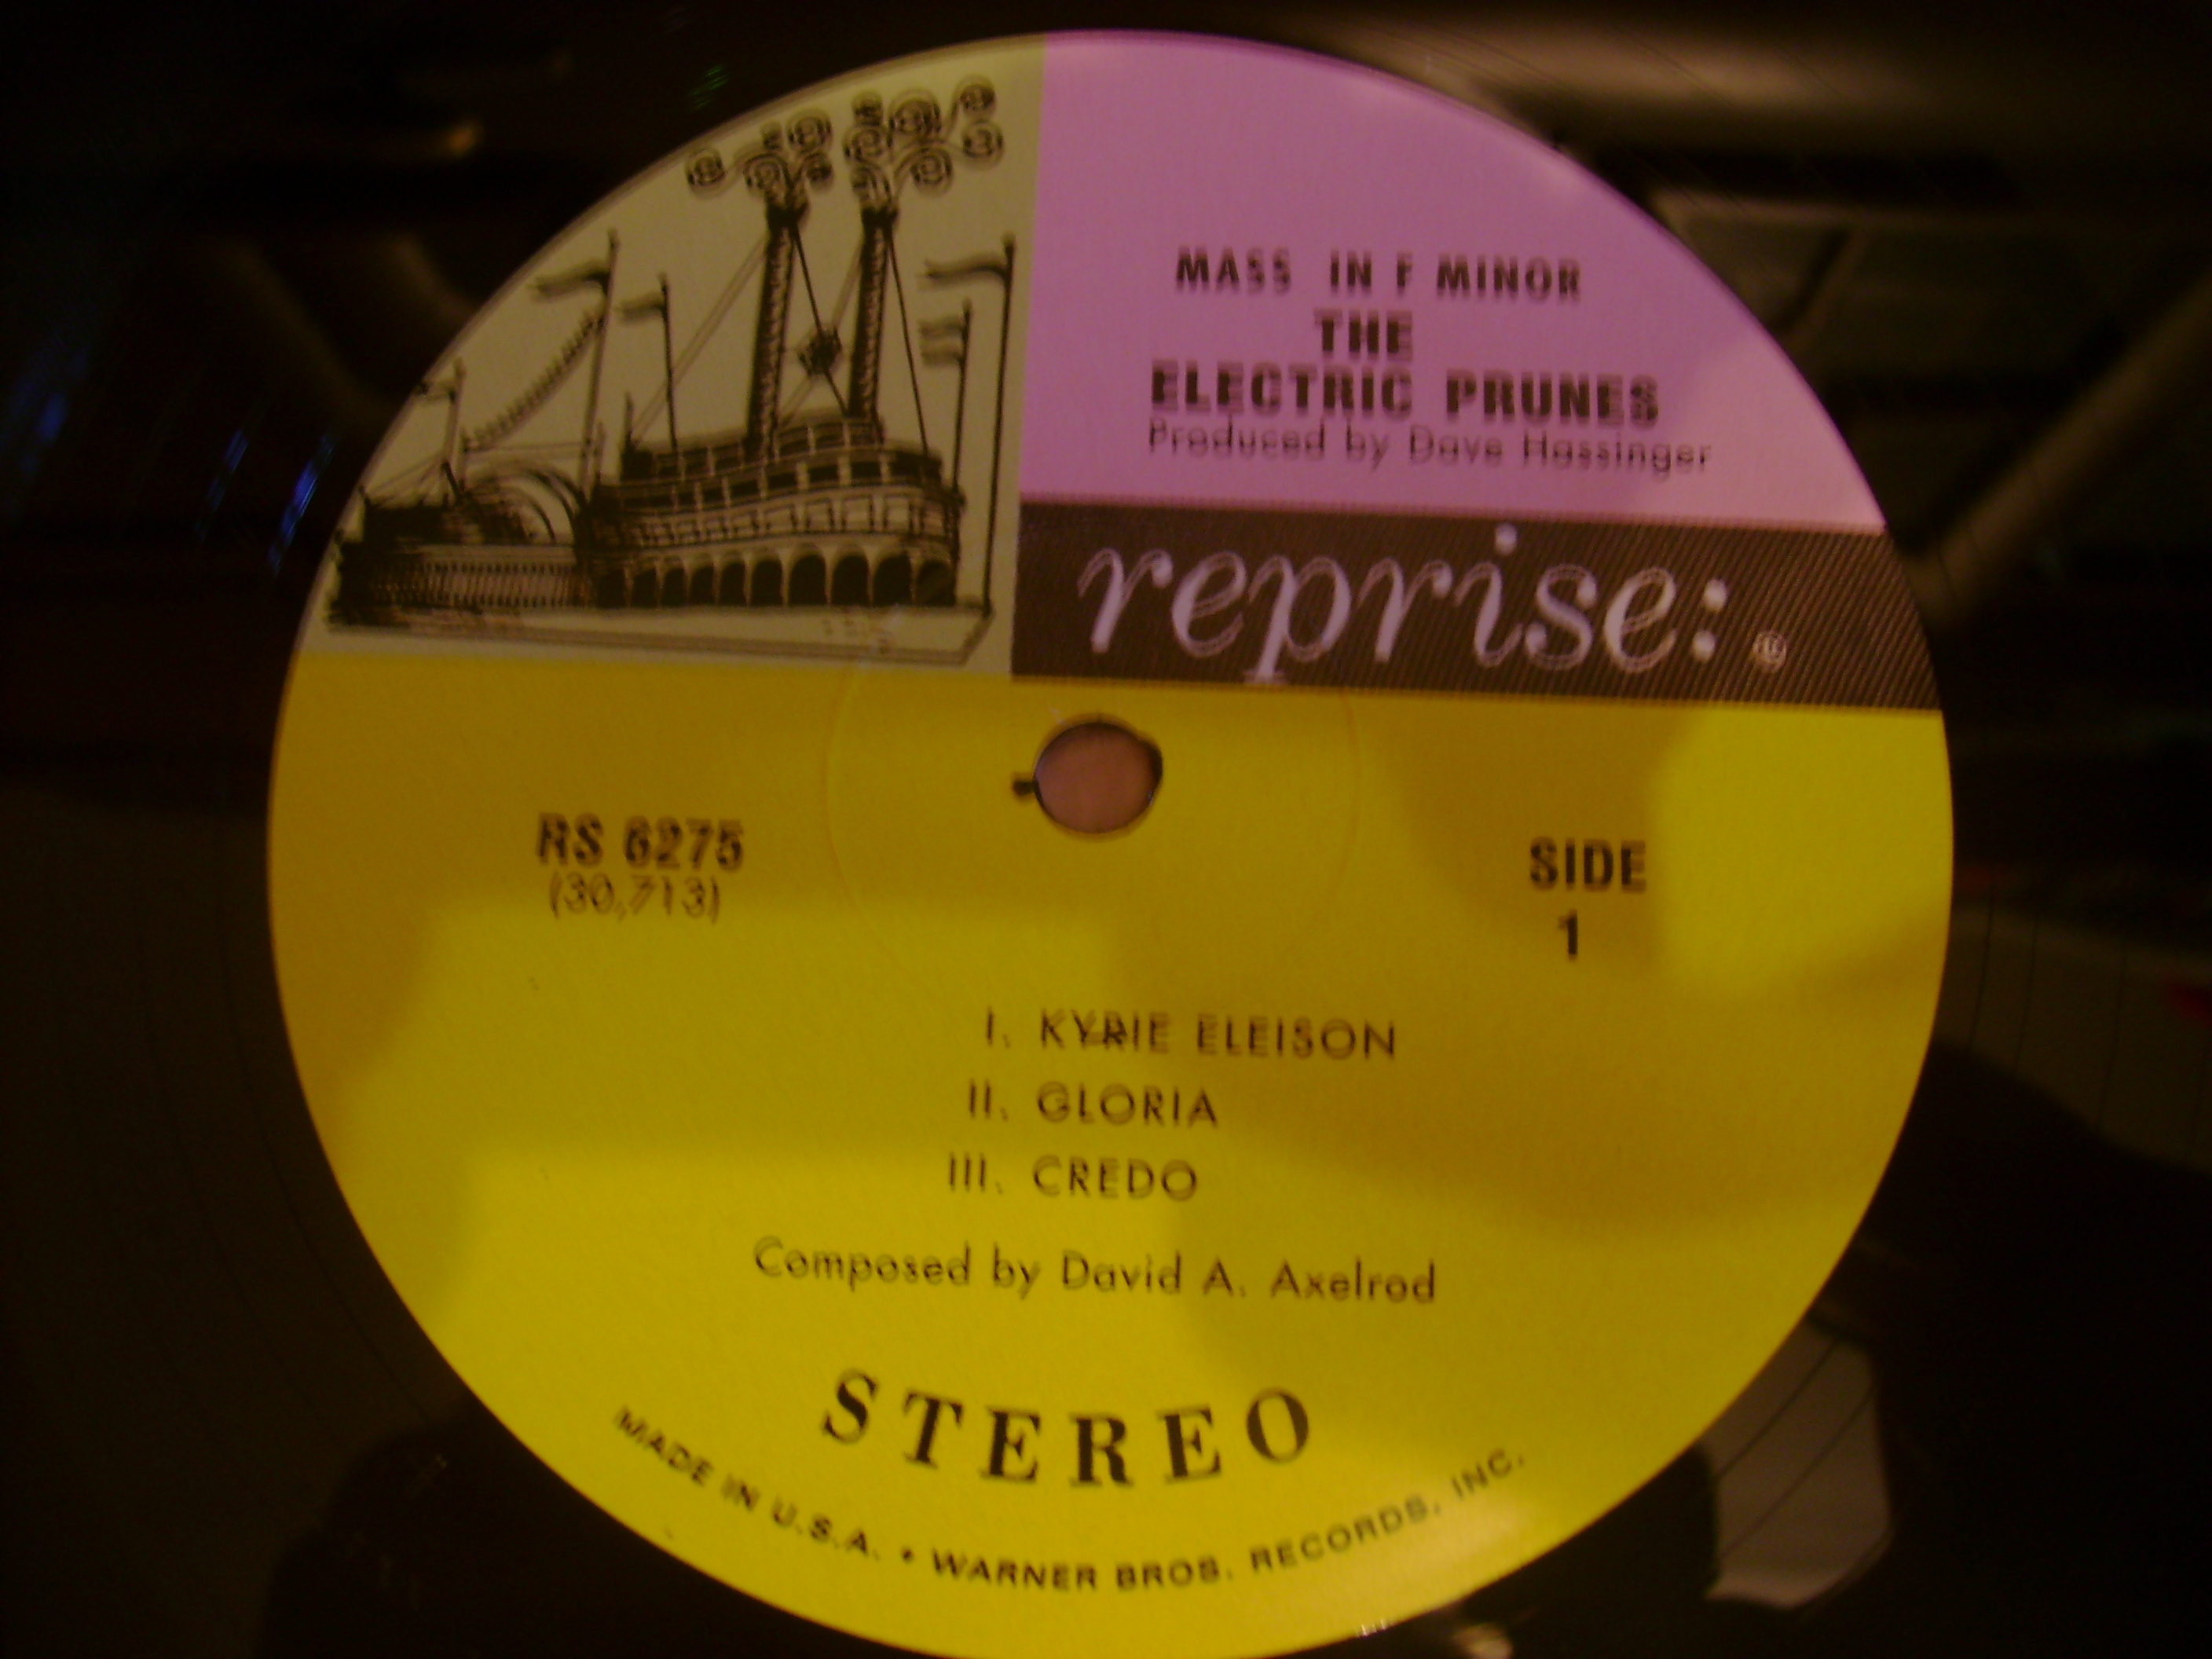 MASS IN F MINOR
THE
ELECTRIC PRUNES
Produced by Dave Hassinger
reprise: ®
RS 6275
(30,713)
SIDE
1
I. KYRIE ELEISON
II. GLORIA
III. CREDO
Composed by David A. Axelrod
STEREO
MADE IN U.S.A. • WARNER BROS. RECORDS, INC.